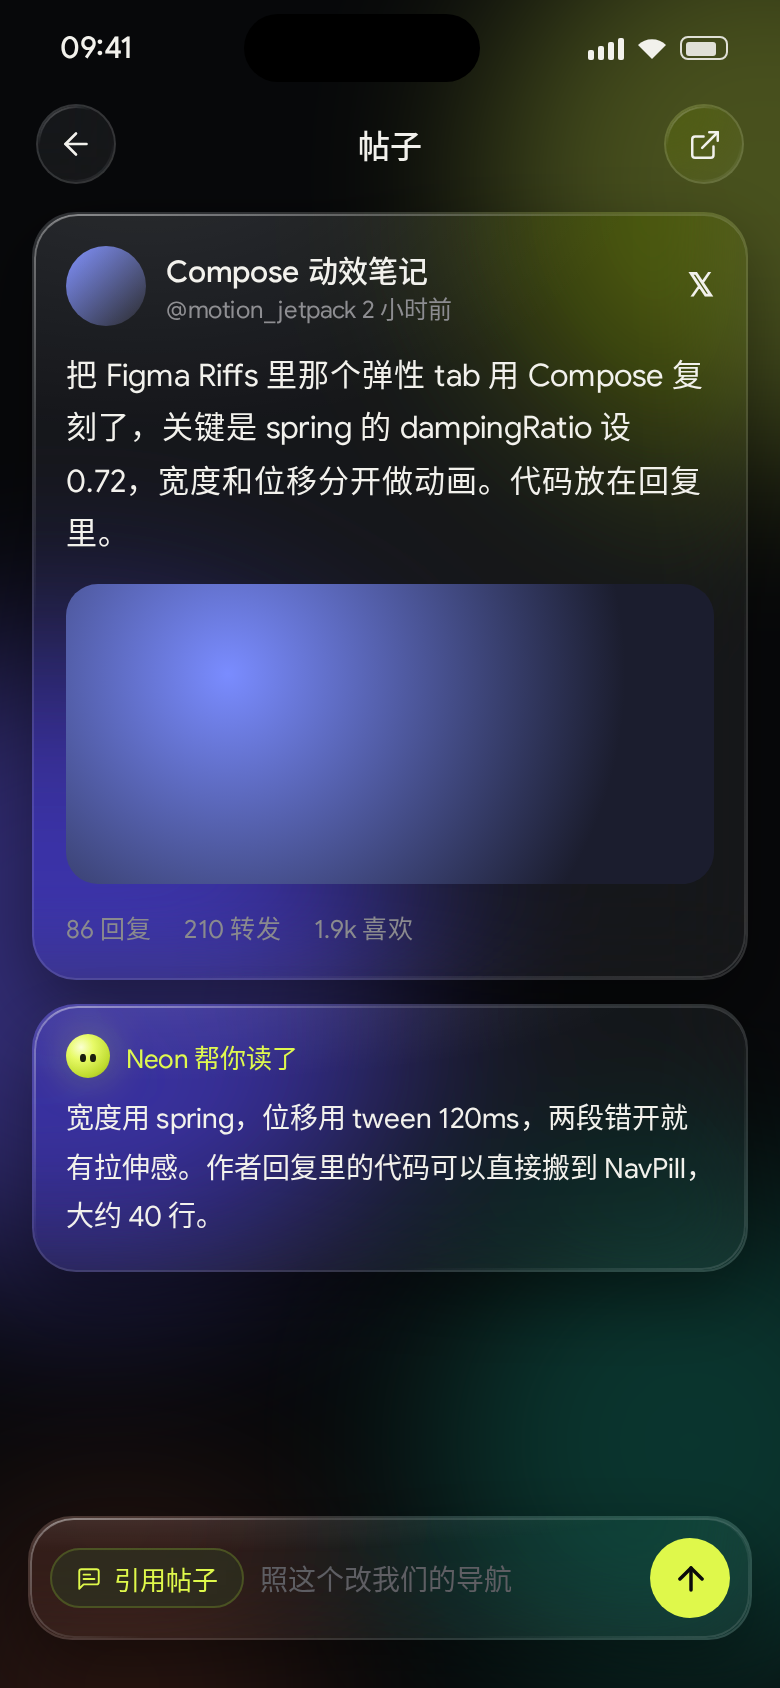 09:41
帖子
Compose 动效笔记
@motion_jetpack 2 小时前
𝕏
把 Figma Riffs 里那个弹性 tab 用 Compose 复
刻了，关键是 spring 的 dampingRatio 设
0.72，宽度和位移分开做动画。代码放在回复
里。
86 回复 210 转发 1.9k 喜欢
Neon 帮你读了
宽度用 spring，位移用 tween 120ms，两段错开就
有拉伸感。作者回复里的代码可以直接搬到 NavPill，
大约 40 行。
引用帖子 照这个改我们的导航